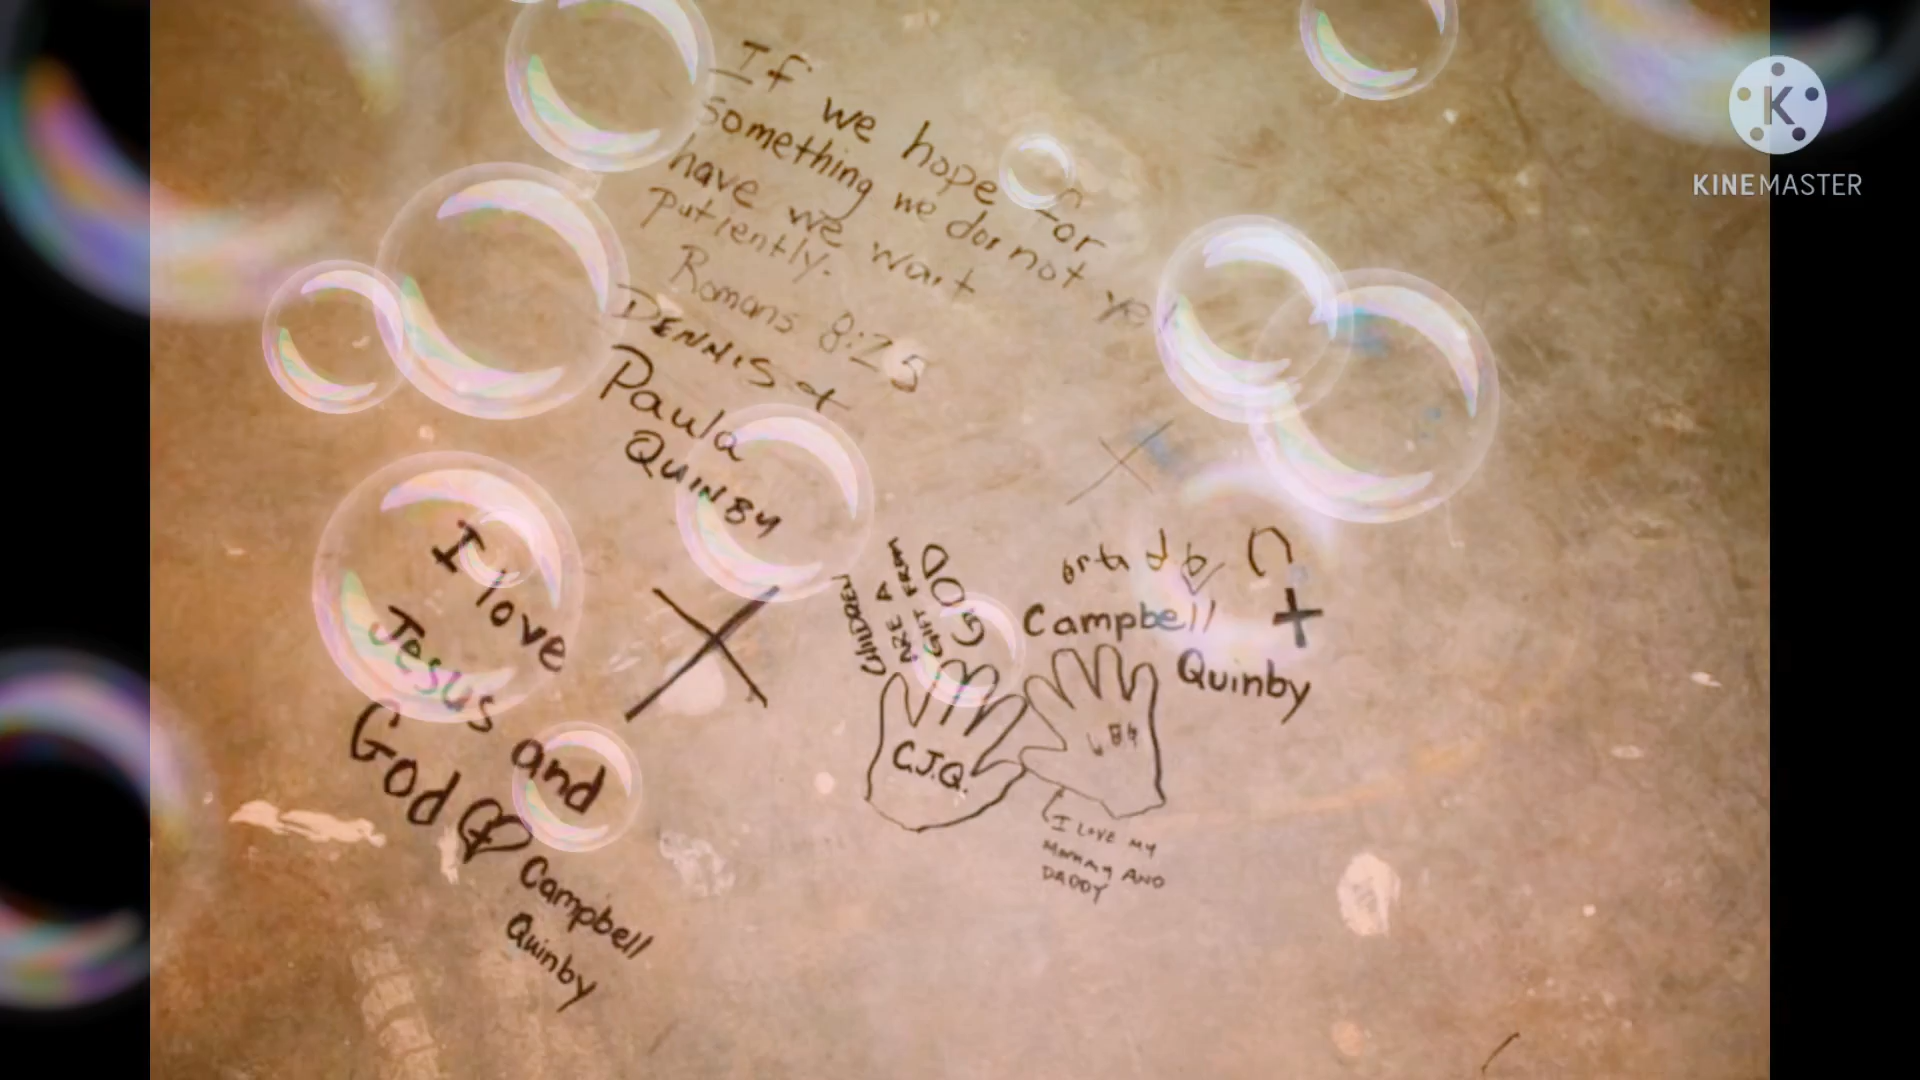 If we hope for
something we do not yet
have we wait
patiently.
Romans 8:25
DENNIS +
Paula
QUINBY
I love
Jesus and
God
Campbell
Quinby
CHILDREN
ARE A
GIFT FROM
GOD
C.J.Q.
Campbell
Quinby
I LOVE MY
MOMMY AND
DADDY
KINEMASTER